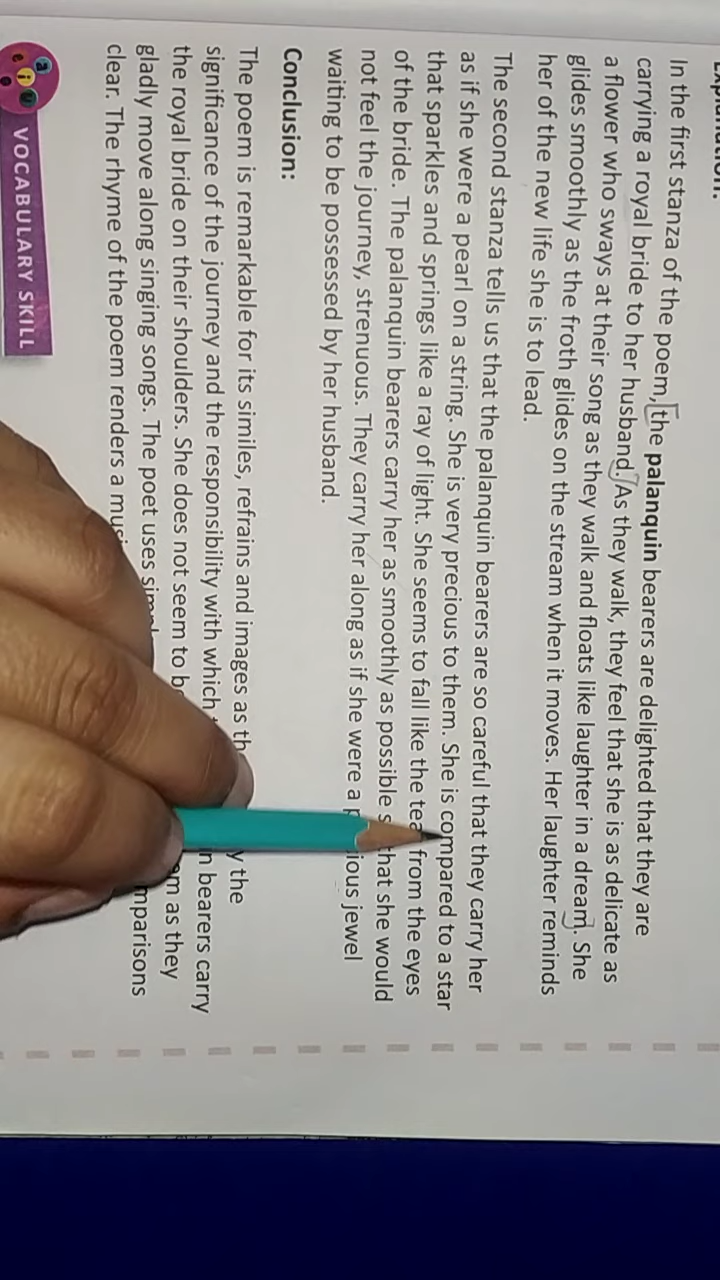 In the first stanza of the poem, the palanquin bearers are delighted that they are
carrying a royal bride to her husband. As they walk, they feel that she is as delicate as
a flower who sways at their song as they walk and floats like laughter in a dream. She
glides smoothly as the froth glides on the stream when it moves. Her laughter reminds
her of the new life she is to lead.
The second stanza tells us that the palanquin bearers are so careful that they carry her
as if she were a pearl on a string. She is very precious to them. She is compared to a star
that sparkles and springs like a ray of light. She seems to fall like the tear from the eyes
of the bride. The palanquin bearers carry her as smoothly as possible so that she would
not feel the journey, strenuous. They carry her along as if she were a jewel
waiting to be possessed by her husband.
Conclusion:
The poem is remarkable for its similes, refrains and images as the
significance of the journey and the responsibility with which bearers carry
the royal bride on their shoulders. She does not seem to as they
gladly move along singing songs. The poet uses
clear. The rhyme of the poem renders a
VOCABULARY SKILL